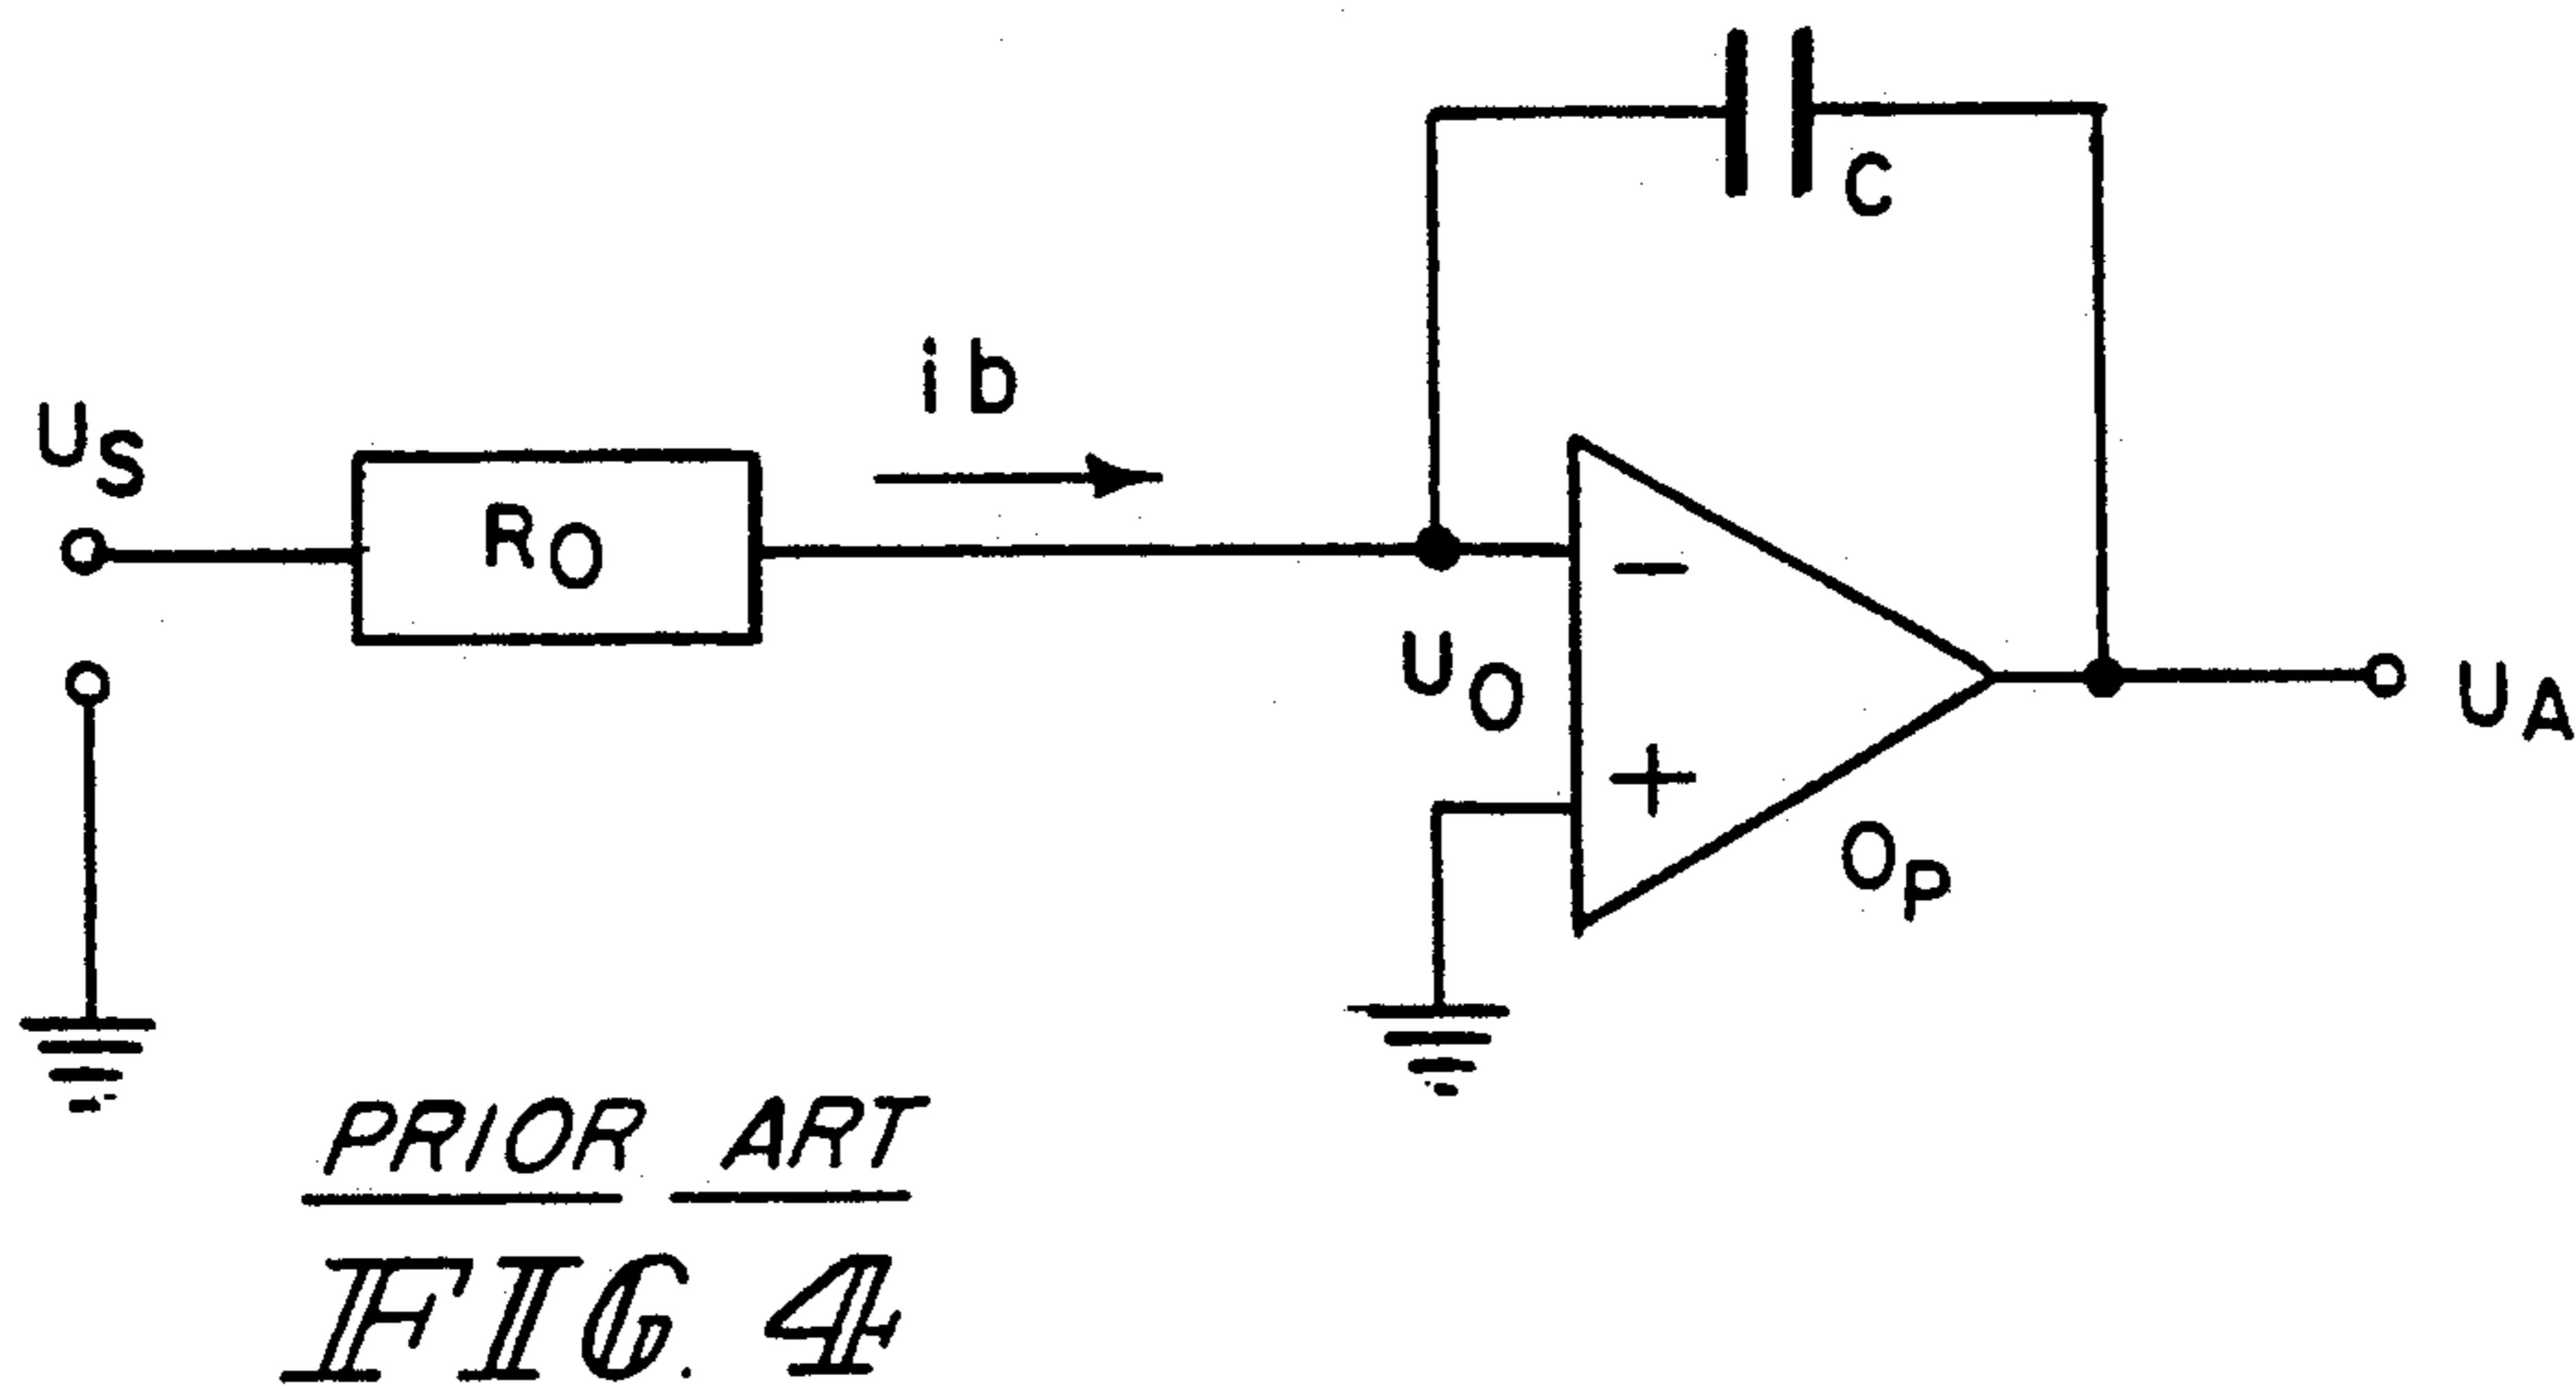 C
ib
US
RO
−
UO
+
UA
OP
PRIOR ART
FIG. 4